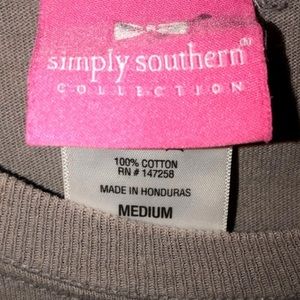 simply southern
COLLECTION
100% COTTON
RN # 147258
MADE IN HONDURAS
MEDIUM